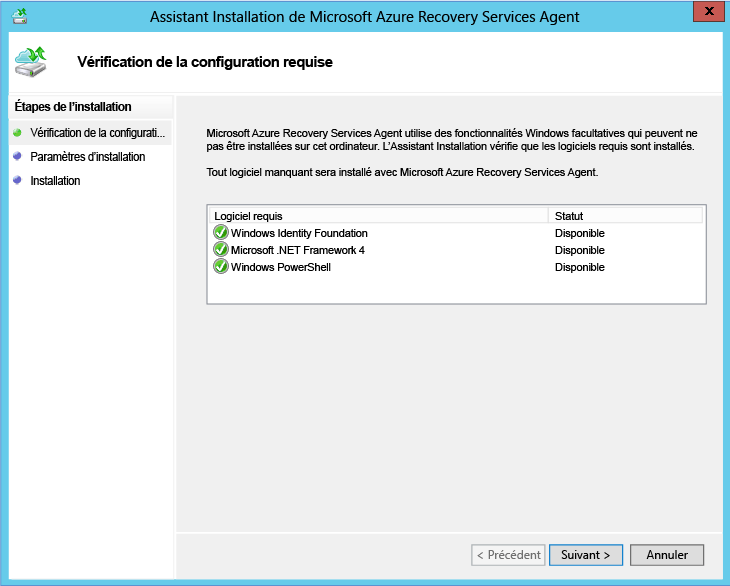 Assistant Installation de Microsoft Azure Recovery Services Agent
x
Vérification de la configuration requise
Étapes de l'installation
Vérification de la configurati...
Paramètres d'installation
Installation
Microsoft Azure Recovery Services Agent utilise des fonctionnalités Windows facultatives qui peuvent ne
pas être installées sur cet ordinateur. L'Assistant Installation vérifie que les logiciels requis sont installés.
Tout logiciel manquant sera installé avec Microsoft Azure Recovery Services Agent.
Logiciel requis Statut
Windows Identity Foundation Disponible
Microsoft .NET Framework 4 Disponible
Windows PowerShell Disponible
< Précédent Suivant > Annuler